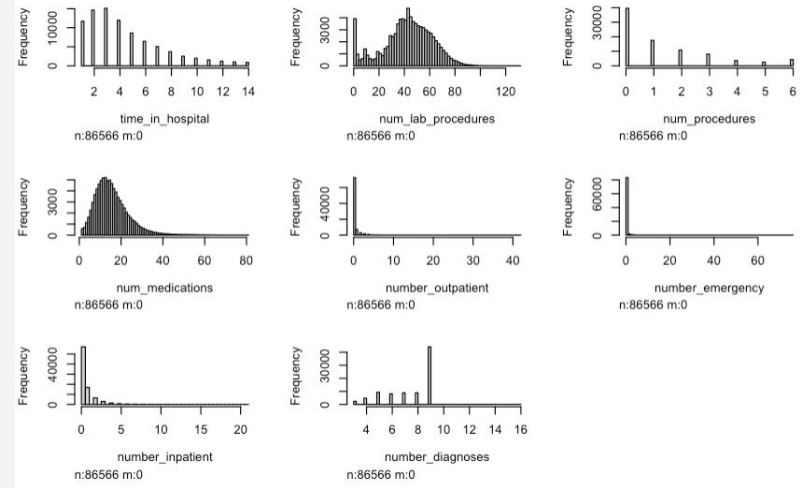 Frequency
0 10000
2 4 6 8 10 12 14
time_in_hospital
n:86566 m:0
Frequency
0 3000
0 20 40 60 80 120
num_lab_procedures
n:86566 m:0
Frequency
0 30000
0 1 2 3 4 5 6
num_procedures
n:86566 m:0
Frequency
0 3000
0 20 40 60 80
num_medications
n:86566 m:0
Frequency
0 40000
0 10 20 30 40
number_outpatient
n:86566 m:0
Frequency
0 60000
0 20 40 60
number_emergency
n:86566 m:0
Frequency
0 40000
0 5 10 15 20
number_inpatient
n:86566 m:0
Frequency
0 30000
4 6 8 10 12 14 16
number_diagnoses
n:86566 m:0